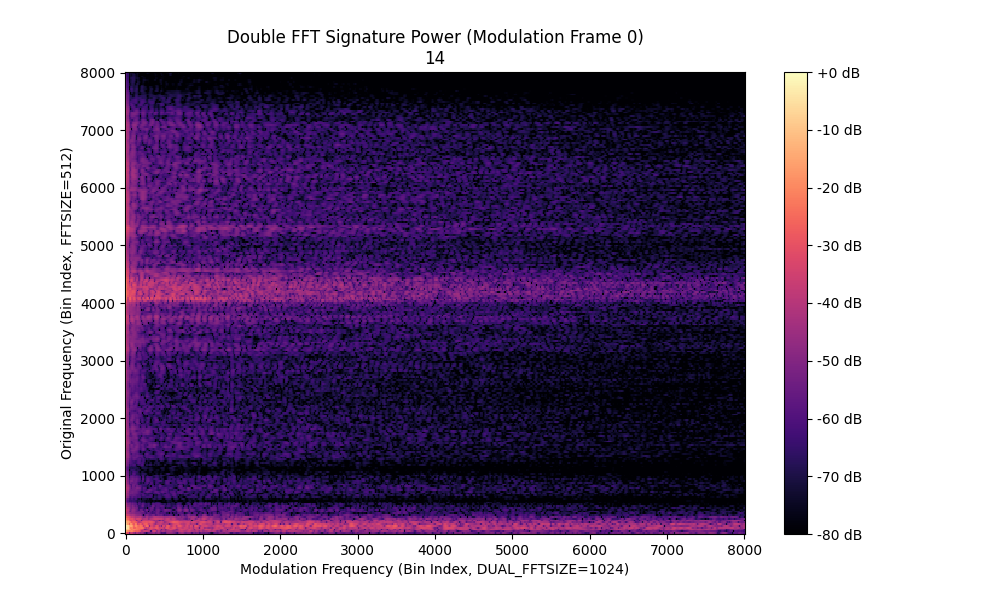 Double FFT Signature Power (Modulation Frame 0)
14
8000
7000
6000
5000
4000
3000
2000
1000
0
Original Frequency (Bin Index, FFTSIZE=512)
0 1000 2000 3000 4000 5000 6000 7000 8000
Modulation Frequency (Bin Index, DUAL_FFTSIZE=1024)
+0 dB
-10 dB
-20 dB
-30 dB
-40 dB
-50 dB
-60 dB
-70 dB
-80 dB